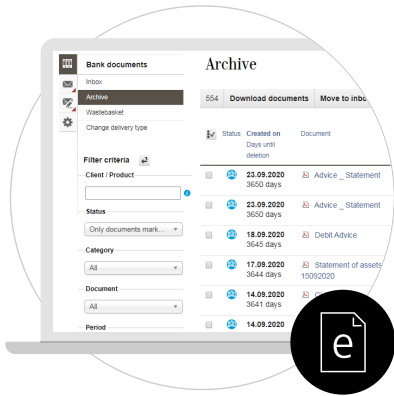 Bank documents
Inbox
Archive
Wastebasket
Change delivery type
Filter criteria
Client / Product
Status
Only documents mark...
Category
All
Document
All
Period
Archive
554 Download documents Move to inbo
Status Created on Document
Days until
deletion
23.09.2020 Advice _ Statement
3650 days
23.09.2020 Advice _ Statement
3650 days
18.09.2020 Debit Advice
3645 days
17.09.2020 Statement of assets
3644 days 15092020
14.09.2020
3641 days
14.09.2020
e